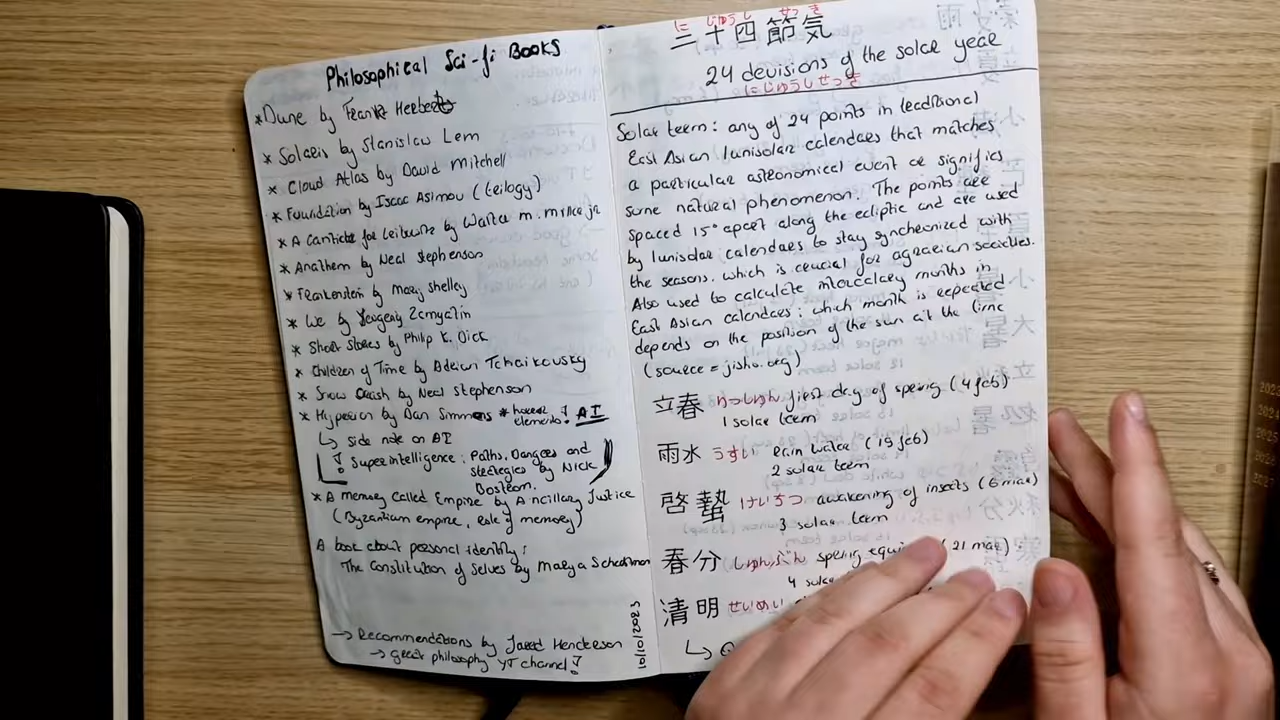 Philosophical Sci-fi Books
* Dune by Frank Herbert
* Solaris by Stanislaw Lem
* Cloud Atlas by David Mitchell
* Foundation by Isaac Asimov (trilogy)
* A Canticle for Leibowitz by Walter m. miller jr
* Anathem by Neal Stephenson
* Frankenstein by Mary Shelley
* We by Yevgeny Zamyatin
* Short Stories by Philip K. Dick
* Children of Time by Adrian Tchaikovsky
* Snow Crash by Neal Stephenson
* Hyperion by Dan Simmons * horror elements! ! AI
↳ Side note on AI
! Superintelligence: Paths, Dangers and
strategies by Nick
Bostrom.
* A memory Called Empire by Ancillary Justice
(Byzantium empire, role of memory)
A book about personal identity:
The Constitution of Selves by Marya Schechtman
→ Recommendations by Jared Henderson
→ great philosophy YT channel!
10/10/2025
に じゅうし せっき
二十四節気
24 devisions of the solar year
にじゅうしせっき
Solar term: any of 24 points in traditional
East Asian lunisolar calendars that matches
a particular astronomical event or signifies
some natural phenomenon. The points are
spaced 15° apart along the ecliptic and are used
by lunisolar calendars to stay synchronized with
the seasons, which is crucial for agrarian societies.
Also used to calculate intercalary months in
East Asian calendars; which month is repeated
depends on the position of the sun at the time
(source = jisho.org)
立春 りっしゅん first day of spring (4 feb)
1 solar term
雨水 うすい rain water (19 feb)
2 solar term
啓蟄 けいちつ awakening of insects (6 mar)
3 solar term
春分 しゅんぶん spring (21 mar)
4 solar
清明 せいめい
↳
2023
2024
2025
2026
2027